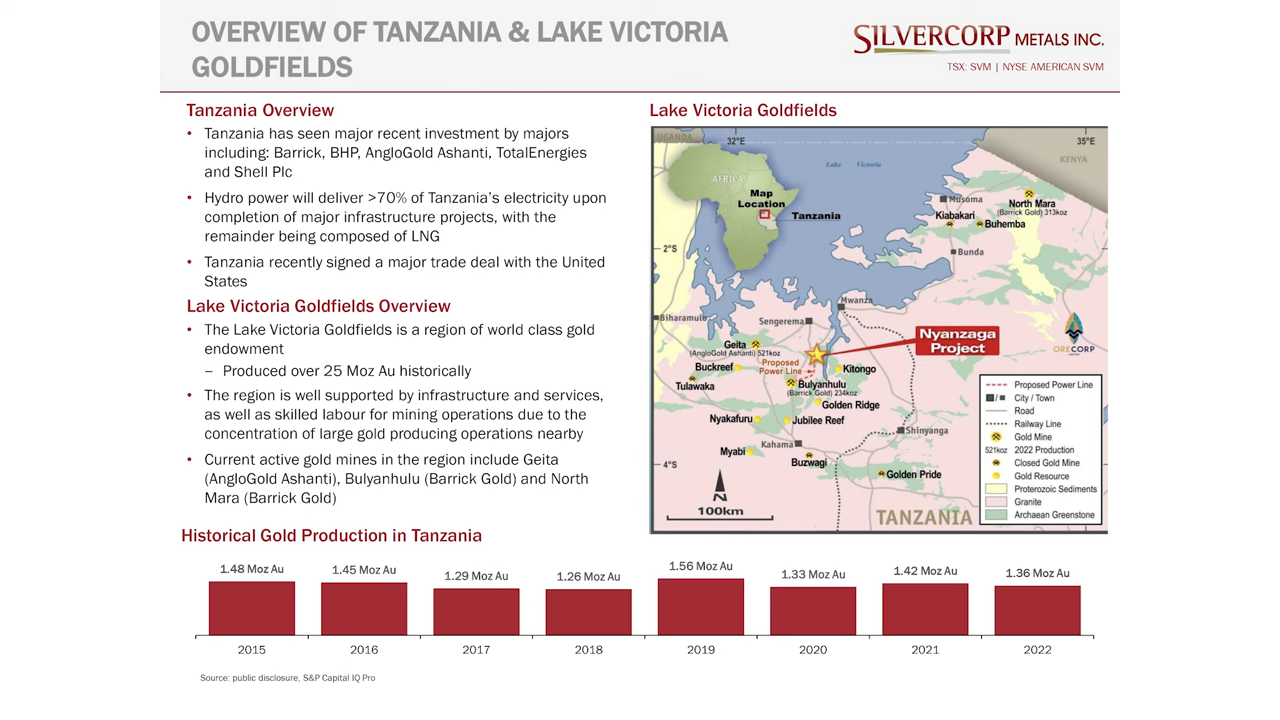 OVERVIEW OF TANZANIA & LAKE VICTORIA
GOLDFIELDS
SILVERCORP METALS INC.
TSX: SVM | NYSE AMERICAN SVM
Tanzania Overview
• Tanzania has seen major recent investment by majors
including: Barrick, BHP, AngloGold Ashanti, TotalEnergies
and Shell Plc
• Hydro power will deliver >70% of Tanzania's electricity upon
completion of major infrastructure projects, with the
remainder being composed of LNG
• Tanzania recently signed a major trade deal with the United
States
Lake Victoria Goldfields Overview
• The Lake Victoria Goldfields is a region of world class gold
endowment
– Produced over 25 Moz Au historically
• The region is well supported by infrastructure and services,
as well as skilled labour for mining operations due to the
concentration of large gold producing operations nearby
• Current active gold mines in the region include Geita
(AngloGold Ashanti), Bulyanhulu (Barrick Gold) and North
Mara (Barrick Gold)
Lake Victoria Goldfields
UGANDA
32°E
35°E
KENYA
Lake Victoria
AFRICA
Map
Location
Tanzania
Musoma
North Mara
(Barrick Gold) 313koz
Kiabakari
Buhemba
2°S
Bunda
Mwanza
Biharamulo
Sengerema
Nyanzaga
Project
ORECORP
LIMITED
Geita
(AngloGold Ashanti) 521koz
Proposed
Power Line
Buckreef
Kitongo
Tulawaka
Bulyanhulu
(Barrick Gold) 234koz
Golden Ridge
Nyakafuru
Jubilee Reef
Shinyanga
Kahama
Myabi
Buzwagi
4°S
Golden Pride
N
100km
TANZANIA
Proposed Power Line
City / Town
Road
Railway Line
Gold Mine
521koz 2022 Production
Closed Gold Mine
Gold Resource
Proterozoic Sediments
Granite
Archaean Greenstone
Historical Gold Production in Tanzania
1.48 Moz Au
1.45 Moz Au
1.29 Moz Au
1.26 Moz Au
1.56 Moz Au
1.33 Moz Au
1.42 Moz Au
1.36 Moz Au
2015
2016
2017
2018
2019
2020
2021
2022
Source: public disclosure, S&P Capital IQ Pro